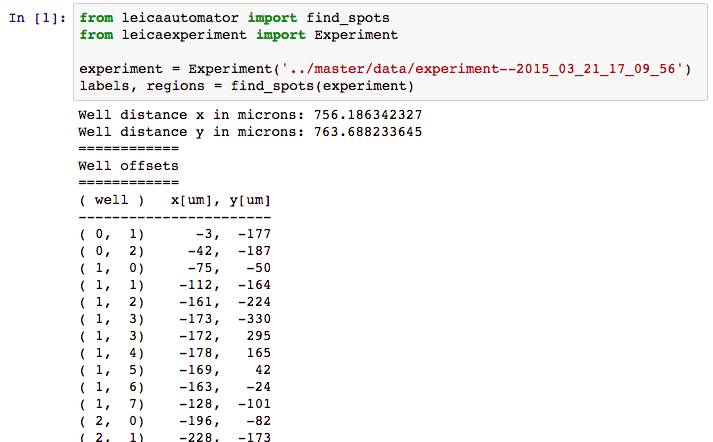 In [1]: from leicaautomator import find_spots
from leicaexperiment import Experiment
experiment = Experiment('../master/data/experiment--2015_03_21_17_09_56')
labels, regions = find_spots(experiment)
Well distance x in microns: 756.186342327
Well distance y in microns: 763.688233645
============
Well offsets
============
( well )   x[um], y[um]
-----------------------
( 0,  1)      -3,  -177
( 0,  2)     -42,  -187
( 1,  0)     -75,   -50
( 1,  1)    -112,  -164
( 1,  2)    -161,  -224
( 1,  3)    -173,  -330
( 1,  3)    -172,   295
( 1,  4)    -178,   165
( 1,  5)    -169,    42
( 1,  6)    -163,   -24
( 1,  7)    -128,  -101
( 2,  0)    -196,   -82
( 2,  1)    -228,  -173